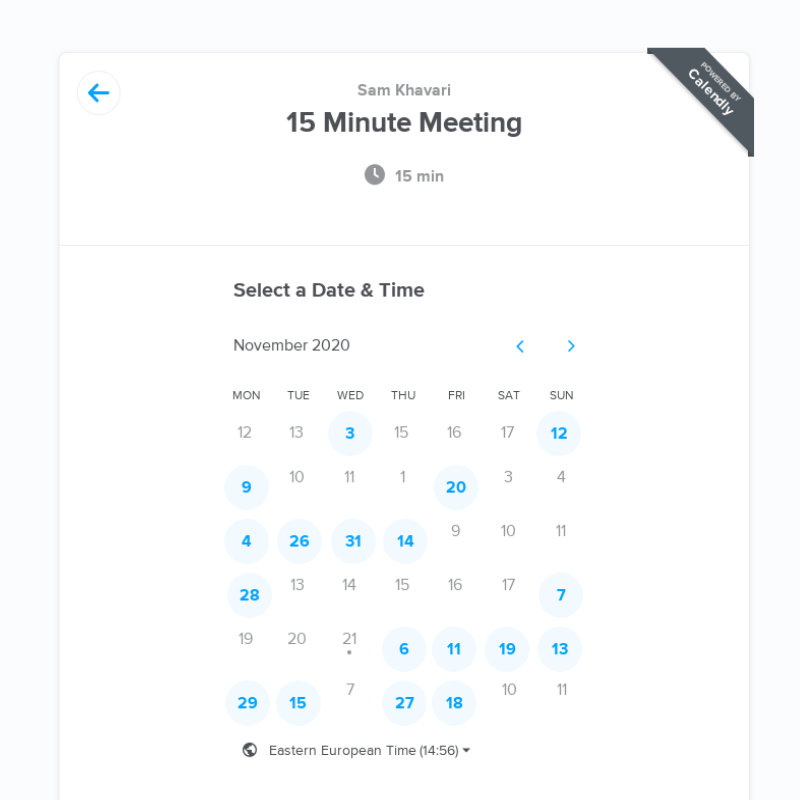 POWERED BY
Calendly
Sam Khavari
15 Minute Meeting
15 min
Select a Date & Time
November 2020
MON TUE WED THU FRI SAT SUN
12 13 3 15 16 17 12
9 10 11 1 20 3 4
4 26 31 14 9 10 11
28 13 14 15 16 17 7
19 20 21 6 11 19 13
29 15 7 27 18 10 11
Eastern European Time (14:56)